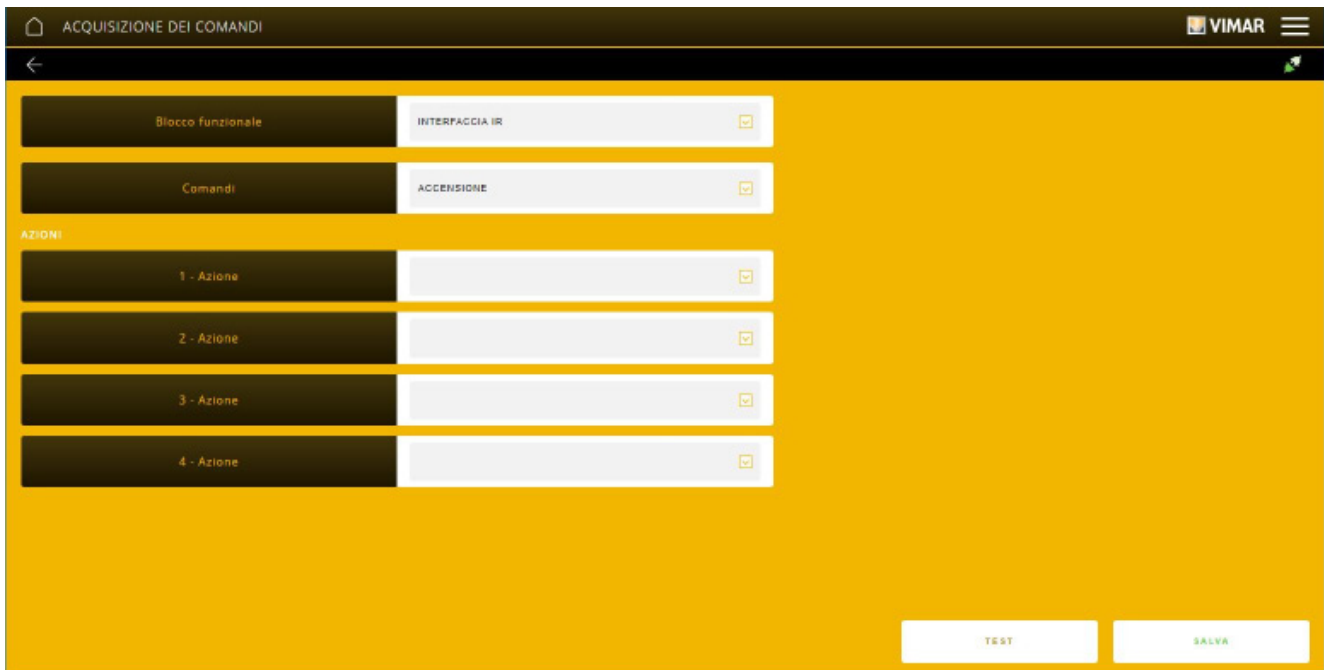 ACQUISIZIONE DEI COMANDI
VIMAR
Blocco funzionale
INTERFACCIA IR
Comandi
ACCENSIONE
AZIONI
1 - Azione
2 - Azione
3 - Azione
4 - Azione
TEST
SALVA